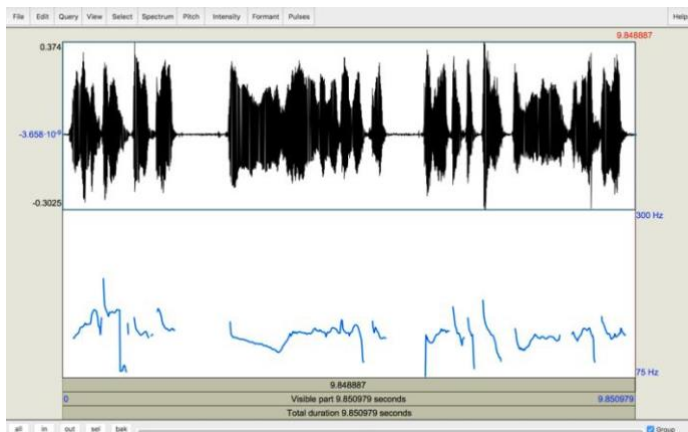 File Edit Query View Select Spectrum Pitch Intensity Formant Pulses Help
9.848887
0.374
-3.658·10⁻⁹
-0.3025
300 Hz
75 Hz
9.848887
0 Visible part 9.850979 seconds 9.850979
Total duration 9.850979 seconds
all in out sel bak Group